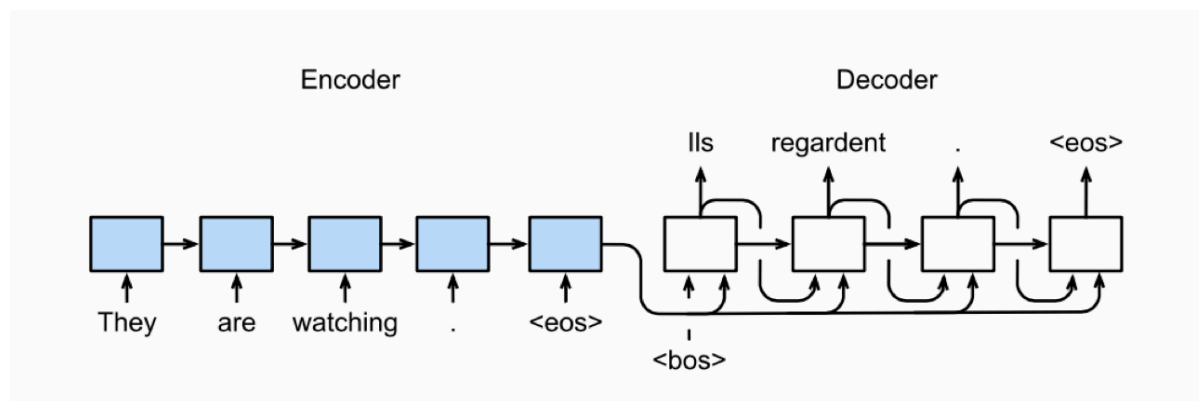 Encoder Decoder
Ils regardent . <eos>
They are watching . <eos>
<bos>